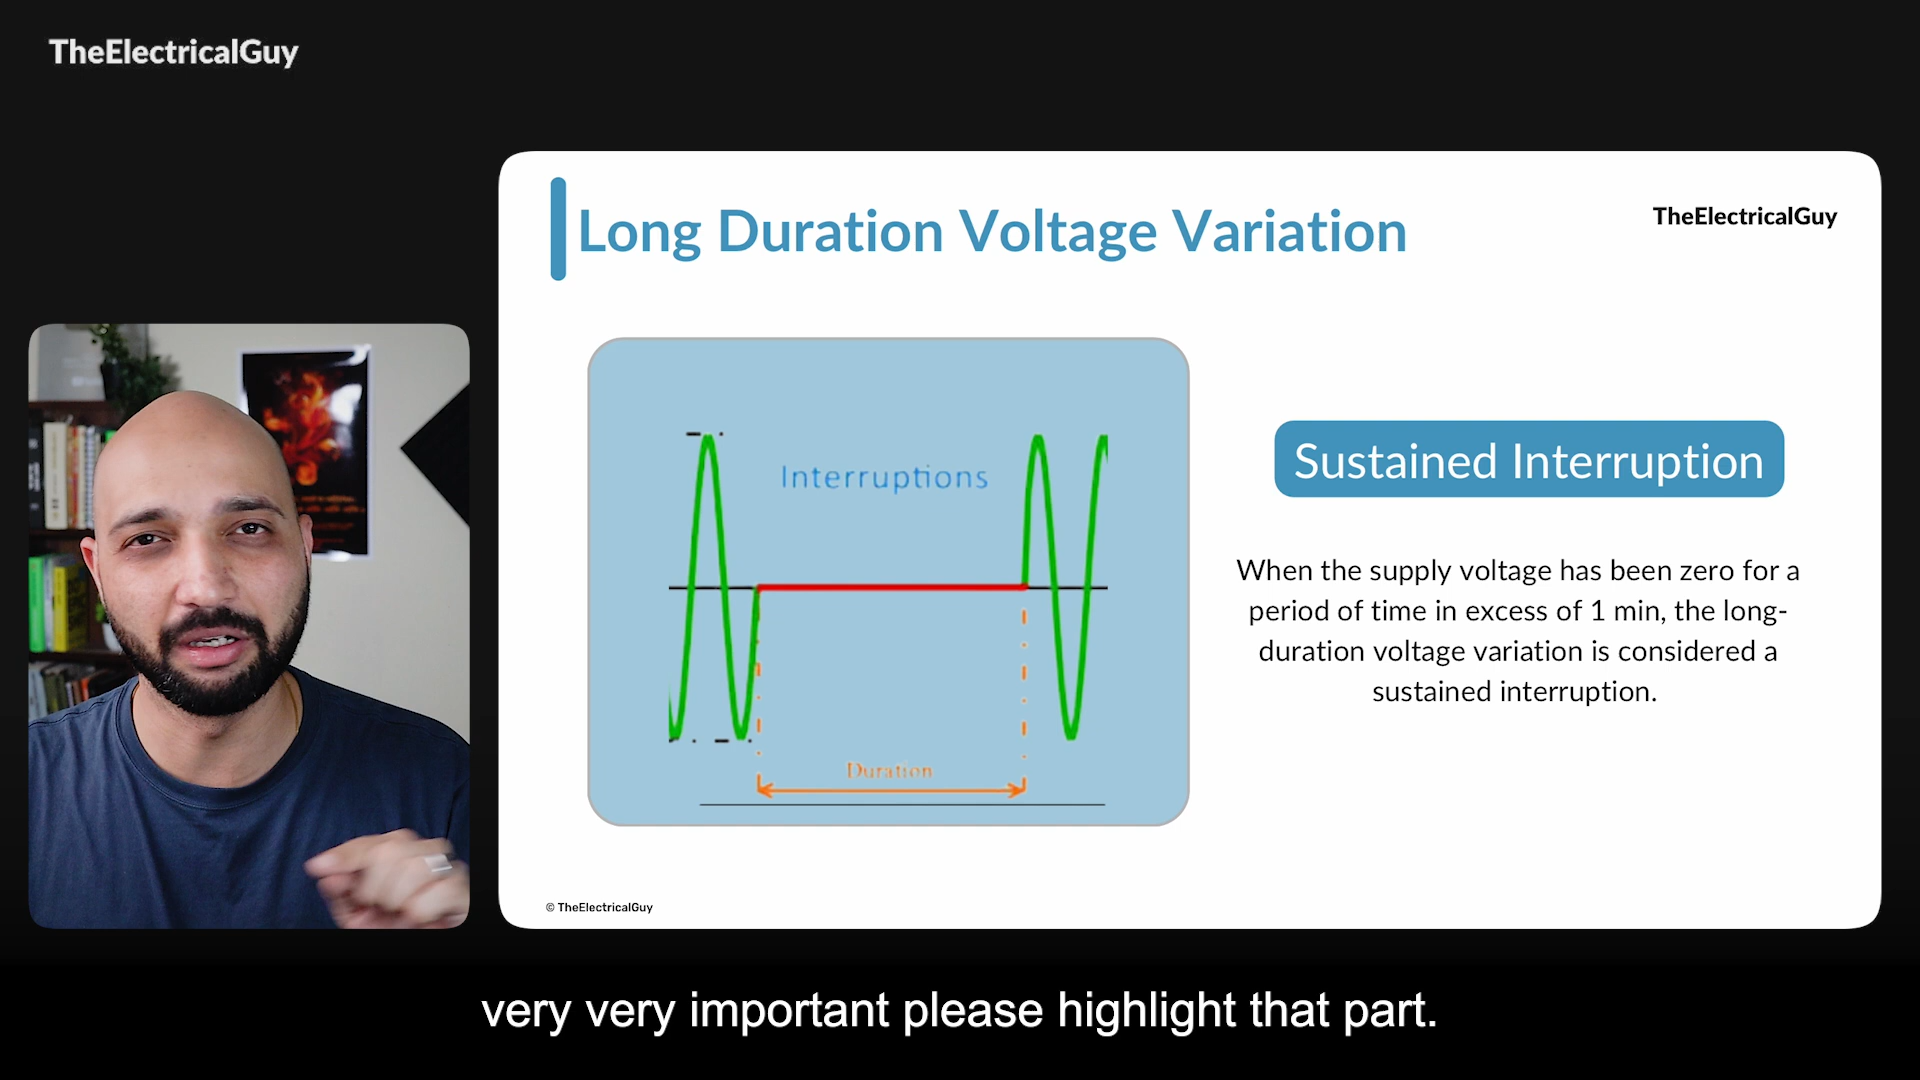 TheElectricalGuy
Long Duration Voltage Variation
TheElectricalGuy
Interruptions
Duration
Sustained Interruption
When the supply voltage has been zero for a
period of time in excess of 1 min, the long-
duration voltage variation is considered a
sustained interruption.
© TheElectricalGuy
very very important please highlight that part.